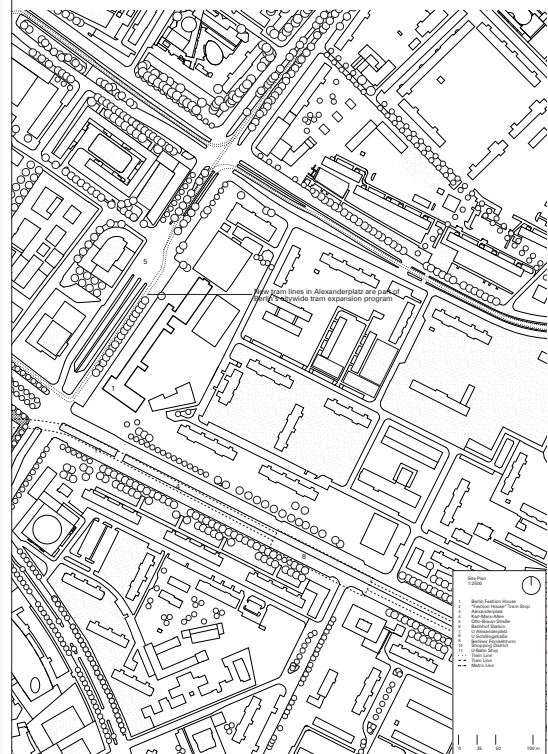 5
New tram lines in Alexanderplatz are part of
Berlin's citywide tram expansion program
1
8
Site Plan
1:2500
1 Berlin Fashion House
2 "Fashion House" Tram Stop
3 Alexanderplatz
4 Karl-Marx-Allee
5 Otto-Braun-Straße
6 Bahnhof Station
7 U Alexanderplatz
8 U Schillingstraße
9 Berliner Fernsehturm
10 Shopping District
11 U-Bahn Stop
Tram Line
Train Line
Metro Line
0 25 50 100 m